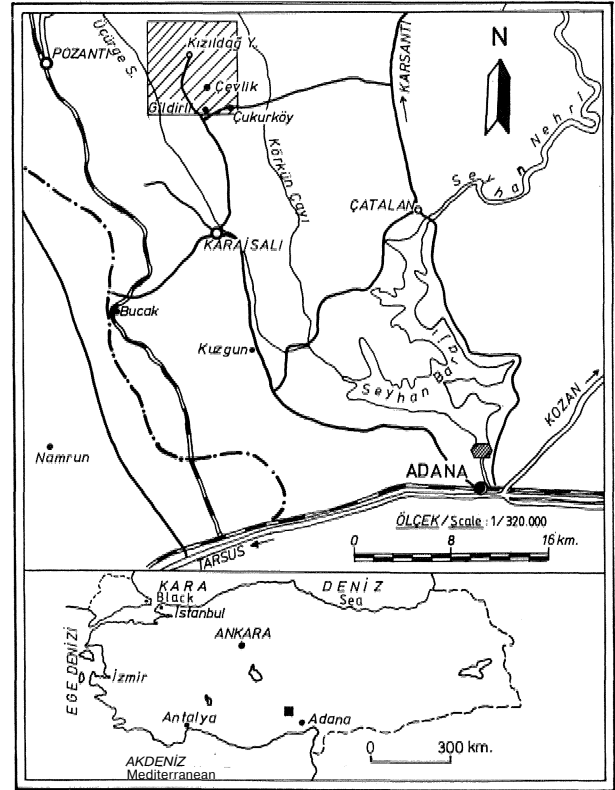 POZANTI
Üçürge S.
Kızıldağ Y.
Çevlik
Gildirli
Çukurköy
KARSANTI
N
Seyhan Nehri
Körkün Çayı
ÇATALAN
KARAİSALI
Bucak
Kuzgun
Seyhan Barajı
KOZAN
Namrun
ADANA
TARSUS
ÖLÇEK / Scale : 1/320.000
0 8 16 km.
KARA DENİZ
Black Sea
İstanbul
ANKARA
EGE DENİZİ
İzmir
Antalya
Adana
0 300 km.
AKDENİZ
Mediterranean